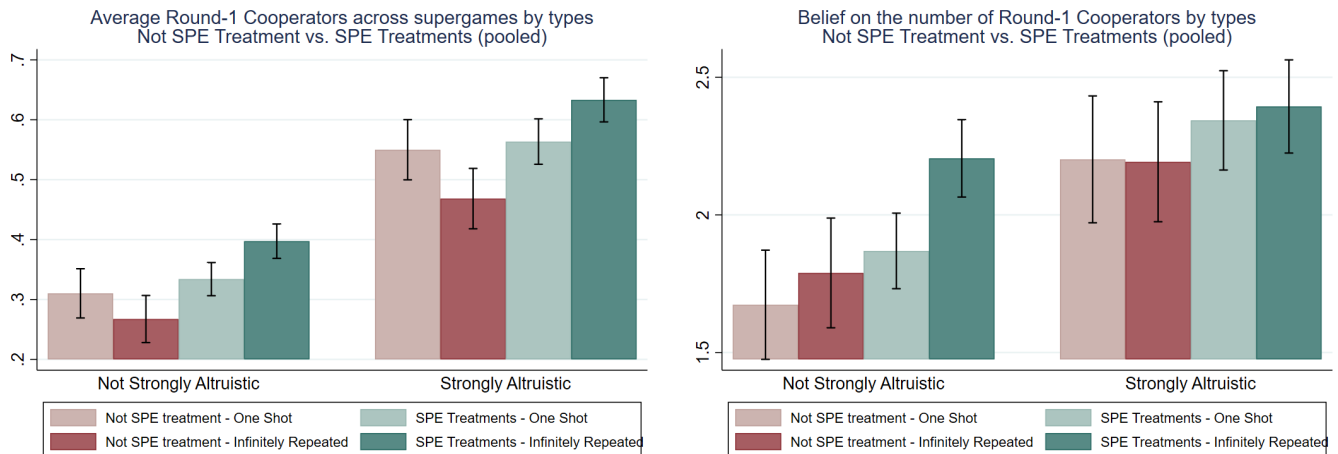 Average Round-1 Cooperators across supergames by types
Not SPE Treatment vs. SPE Treatments (pooled)
.7
.6
.5
.4
.3
.2
Not Strongly Altruistic
Strongly Altruistic
Not SPE treatment - One Shot
SPE Treatments - One Shot
Not SPE treatment - Infinitely Repeated
SPE Treatments - Infinitely Repeated
Belief on the number of Round-1 Cooperators by types
Not SPE Treatment vs. SPE Treatments (pooled)
2.5
2
1.5
Not Strongly Altruistic
Strongly Altruistic
Not SPE treatment - One Shot
SPE Treatments - One Shot
Not SPE treatment - Infinitely Repeated
SPE Treatments - Infinitely Repeated